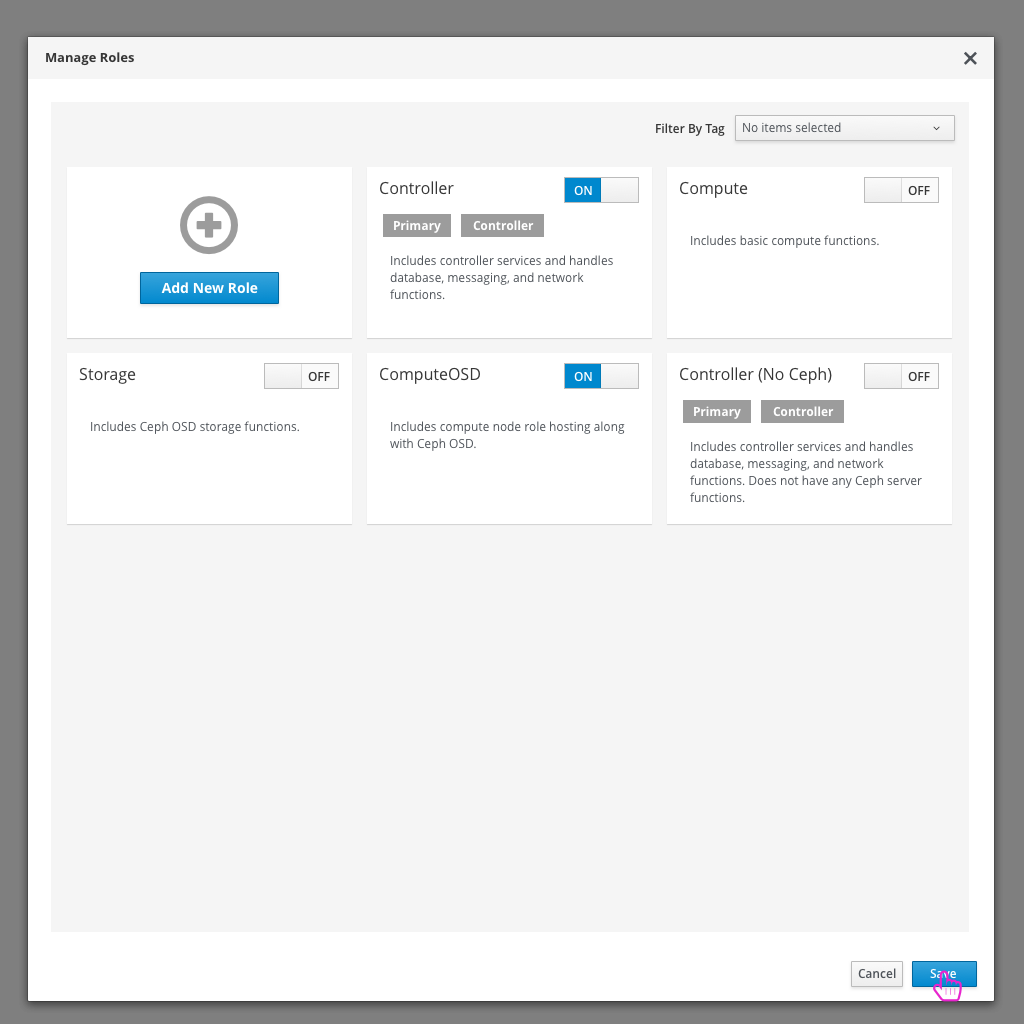 Manage Roles
Filter By Tag
No items selected
Add New Role
Controller
ON
Primary
Controller
Includes controller services and handles
database, messaging, and network
functions.
Compute
OFF
Includes basic compute functions.
Storage
OFF
Includes Ceph OSD storage functions.
ComputeOSD
ON
Includes compute node role hosting along
with Ceph OSD.
Controller (No Ceph)
OFF
Primary
Controller
Includes controller services and handles
database, messaging, and network
functions. Does not have any Ceph server
functions.
Cancel
Save